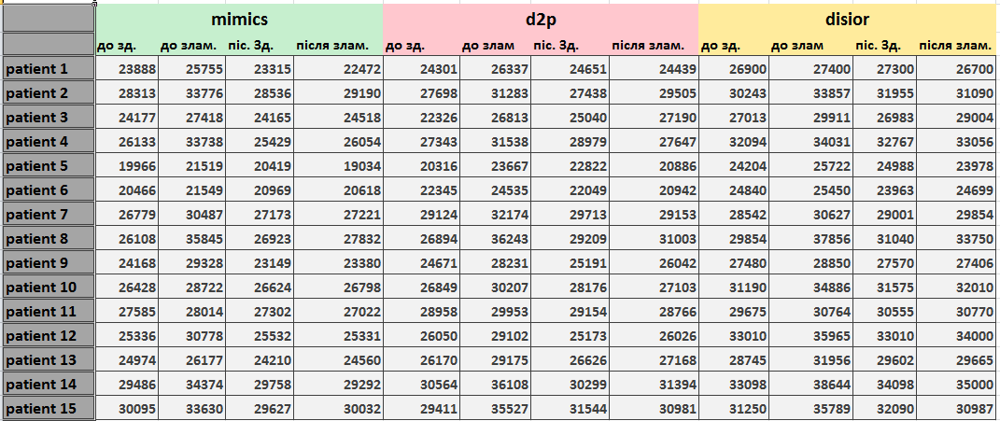 mimics d2p disior
до зд. до злам. піс. Зд. після злам. до зд. до злам піс. Зд. після злам. до зд. до злам піс. Зд. після злам.
patient 1 23888 25755 23315 22472 24301 26337 24651 24439 26900 27400 27300 26700
patient 2 28313 33776 28536 29190 27698 31283 27438 29505 30243 33857 31955 31090
patient 3 24177 27418 24165 24518 22326 26813 25040 27190 27013 29911 26983 29004
patient 4 26133 33738 25429 26054 27343 31538 28979 27647 32094 34031 32767 33056
patient 5 19966 21519 20419 19034 20316 23667 22822 20886 24204 25722 24988 23978
patient 6 20466 21549 20969 20618 22345 24535 22049 20942 24840 25450 23963 24699
patient 7 26779 30487 27173 27221 29124 32174 29713 29153 28542 30627 29001 29854
patient 8 26108 35845 26923 27832 26894 36243 29209 31003 29854 37856 31040 33750
patient 9 24168 29328 23149 23380 24671 28231 25191 26042 27480 28850 27570 27406
patient 10 26428 28722 26624 26798 26849 30207 28176 27103 31190 34886 31575 32010
patient 11 27585 28014 27302 27022 28958 29953 29154 28766 29675 30764 30555 30770
patient 12 25336 30778 25532 25331 26050 29102 25173 26026 33010 35965 33010 34000
patient 13 24974 26177 24210 24560 26170 29175 26626 27168 28745 31956 29602 29665
patient 14 29486 34374 29758 29292 30564 36108 30299 31394 33098 38644 34098 35000
patient 15 30095 33630 29627 30032 29411 35527 31544 30981 31250 35789 32090 30987